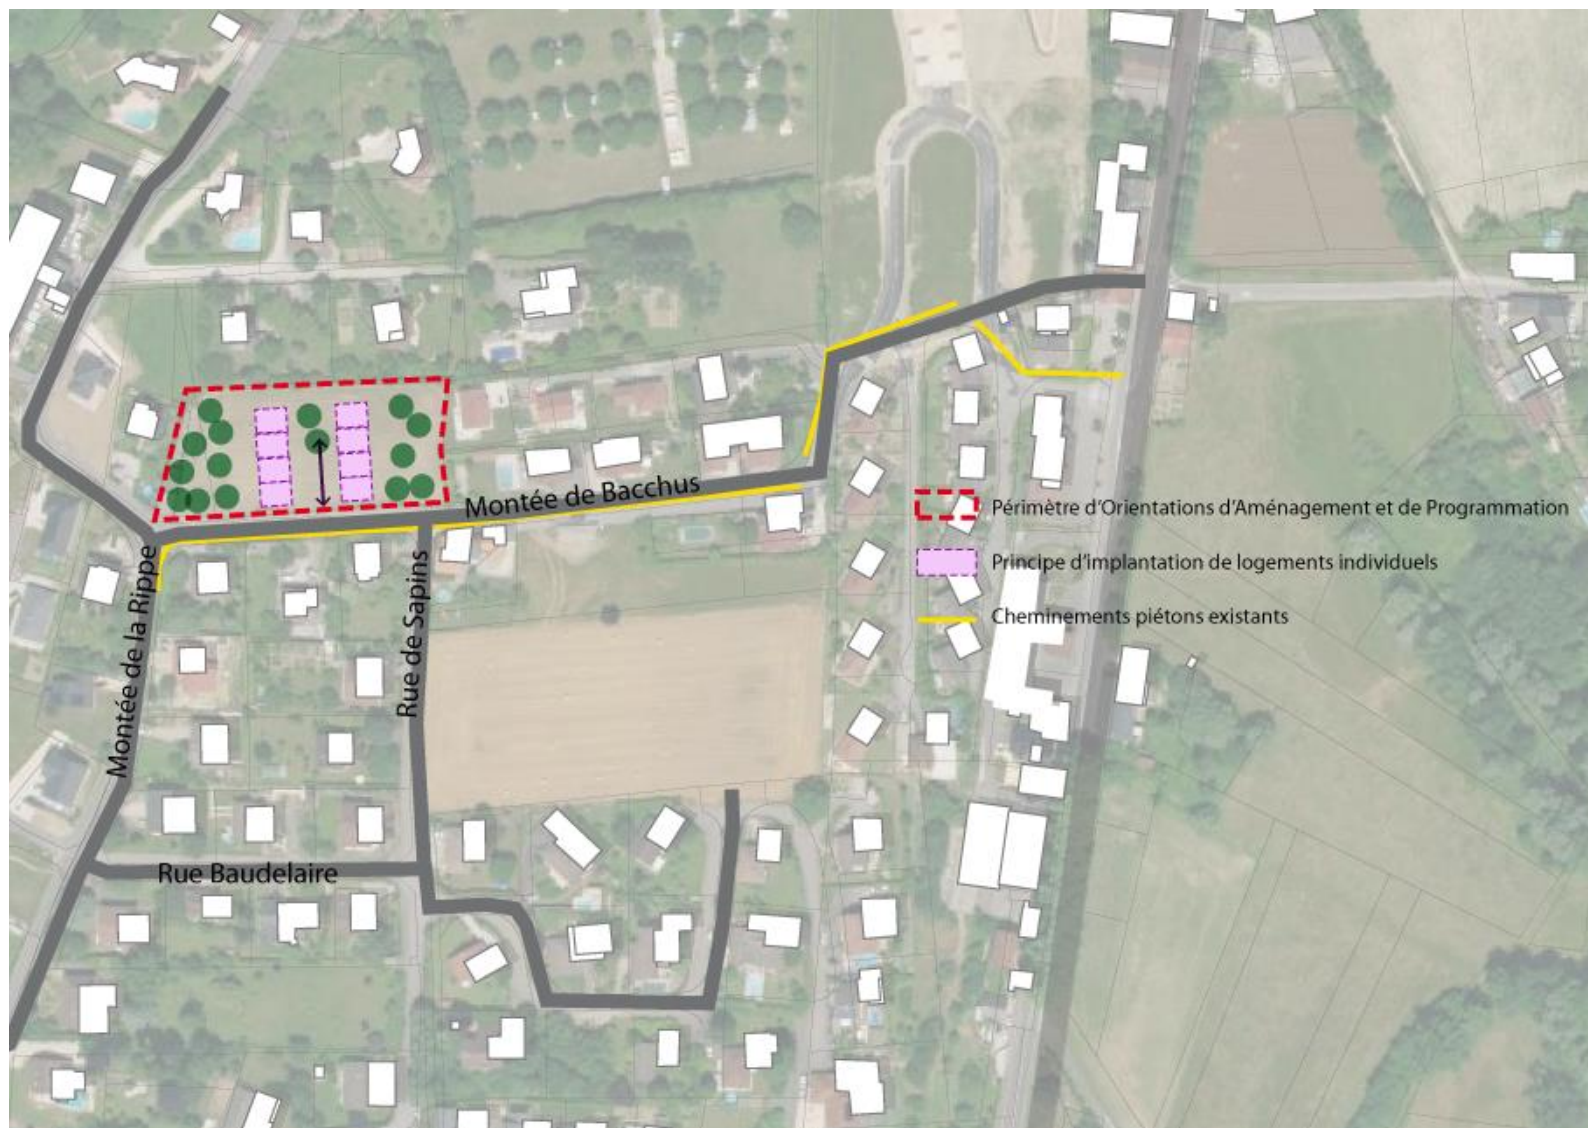 Montée de Bacchus
Périmètre d'Orientations d'Aménagement et de Programmation
Principe d'implantation de logements individuels
Cheminements piétons existants
Montée de la Rippe
Rue de Sapins
Rue Baudelaire